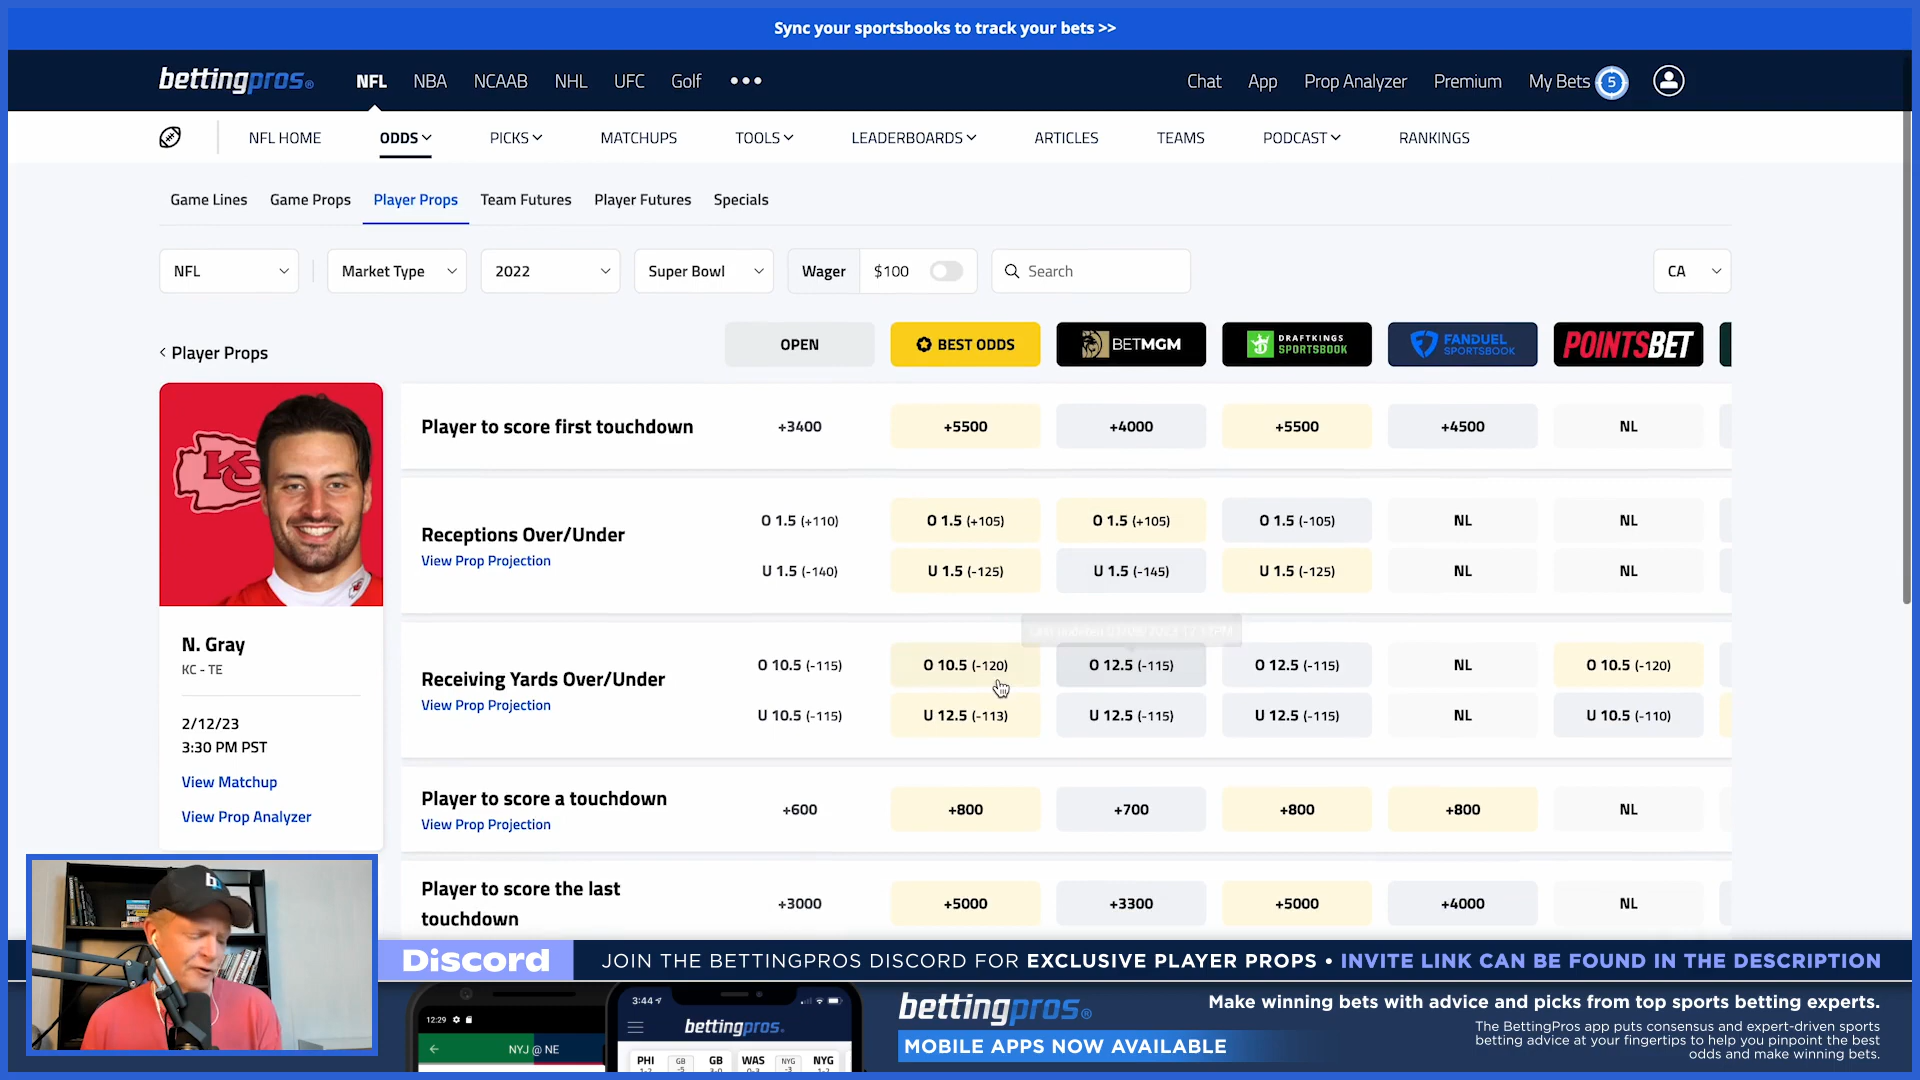 Sync your sportsbooks to track your bets >>
bettingpros® NFL NBA NCAAB NHL UFC Golf ••• Chat App Prop Analyzer Premium My Bets 5
NFL HOME ODDS PICKS MATCHUPS TOOLS LEADERBOARDS ARTICLES TEAMS PODCAST RANKINGS
Game Lines Game Props Player Props Team Futures Player Futures Specials
NFL Market Type 2022 Super Bowl Wager $100 Search CA
< Player Props OPEN BEST ODDS BETMGM DRAFTKINGS SPORTSBOOK FANDUEL SPORTSBOOK POINTSBET
Player to score first touchdown +3400 +5500 +4000 +5500 +4500 NL
KC
O 1.5 (+110) O 1.5 (+105) O 1.5 (+105) O 1.5 (-105) NL NL
Receptions Over/Under
View Prop Projection
U 1.5 (-140) U 1.5 (-125) U 1.5 (-145) U 1.5 (-125) NL NL
O 10.5 (-115) O 10.5 (-120) O 12.5 (-115) O 12.5 (-115) NL O 10.5 (-120)
Receiving Yards Over/Under
View Prop Projection
U 10.5 (-115) U 12.5 (-113) U 12.5 (-115) U 12.5 (-115) NL U 10.5 (-110)
N. Gray
KC - TE
2/12/23
3:30 PM PST
View Matchup
View Prop Analyzer
Player to score a touchdown +600 +800 +700 +800 +800 NL
View Prop Projection
Player to score the last
touchdown
+3000 +5000 +3300 +5000 +4000 NL
Discord JOIN THE BETTINGPROS DISCORD FOR EXCLUSIVE PLAYER PROPS • INVITE LINK CAN BE FOUND IN THE DESCRIPTION
12:29
NYJ @ NE
3:44
bettingpros.
PHI GB GB WAS NYG NYG
-5 -3
bettingpros®
MOBILE APPS NOW AVAILABLE
Make winning bets with advice and picks from top sports betting experts.
The BettingPros app puts consensus and expert-driven sports
betting advice at your fingertips to help you pinpoint the best
odds and make winning bets.